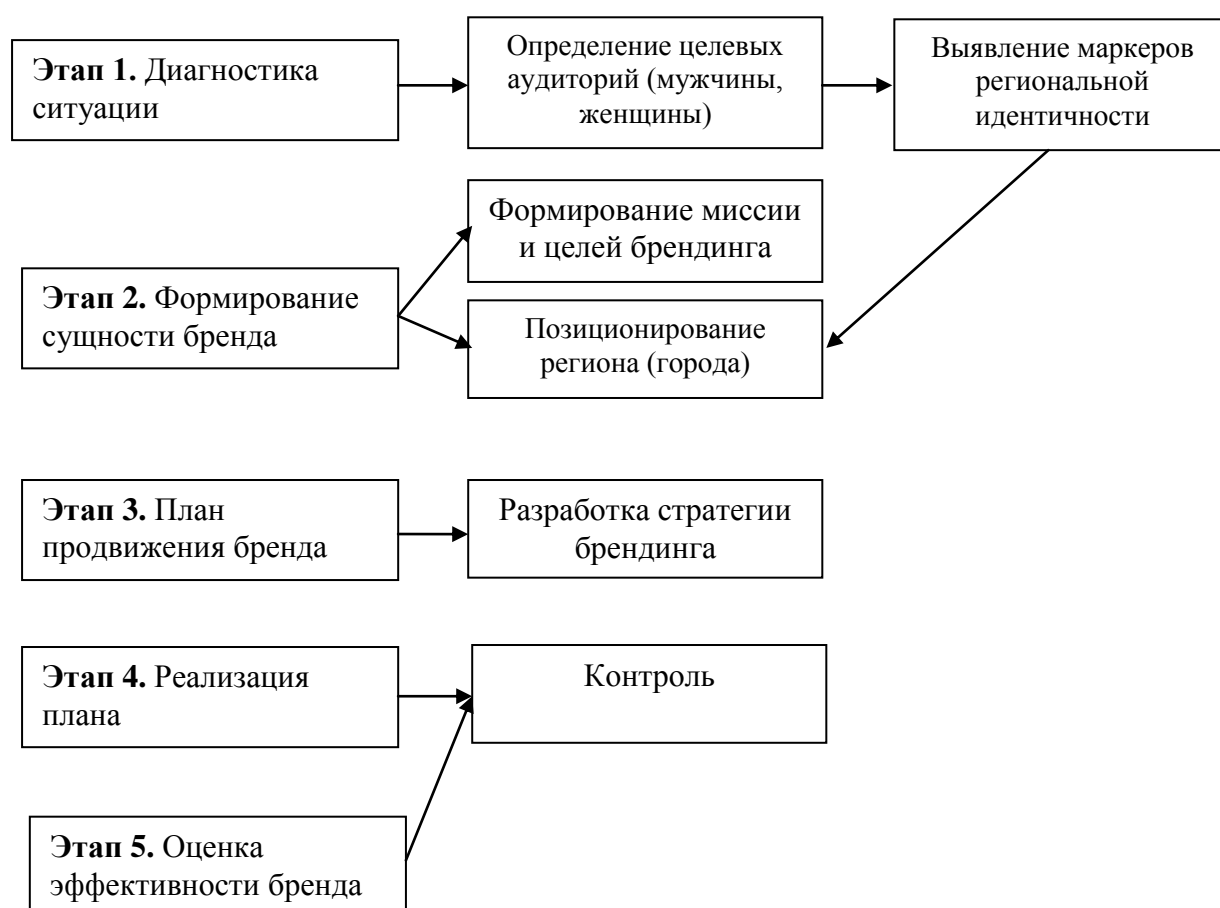 Этап 1. Диагностика
ситуации
Определение целевых
аудиторий (мужчины,
женщины)
Выявление маркеров
региональной
идентичности
Этап 2. Формирование
сущности бренда
Формирование миссии
и целей брендинга
Позиционирование
региона (города)
Этап 3. План
продвижения бренда
Разработка стратегии
брендинга
Этап 4. Реализация
плана
Контроль
Этап 5. Оценка
эффективности бренда